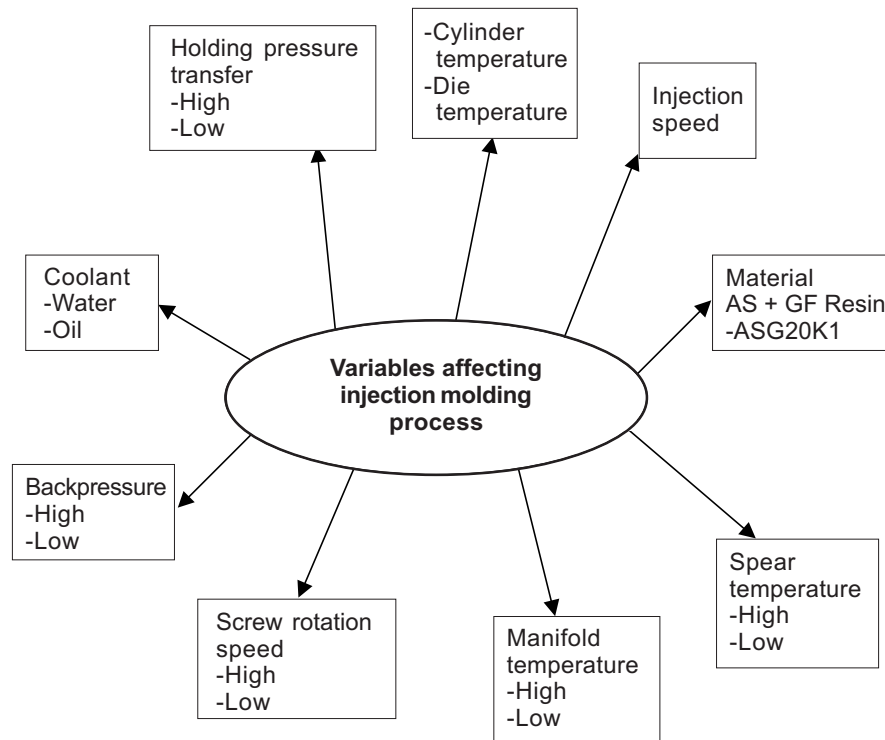 Holding pressure
transfer
-High
-Low
-Cylinder
temperature
-Die
temperature
Injection
speed
Coolant
-Water
-Oil
Material
AS + GF Resin
-ASG20K1
Variables affecting
injection molding
process
Backpressure
-High
-Low
Screw rotation
speed
-High
-Low
Manifold
temperature
-High
-Low
Spear
temperature
-High
-Low